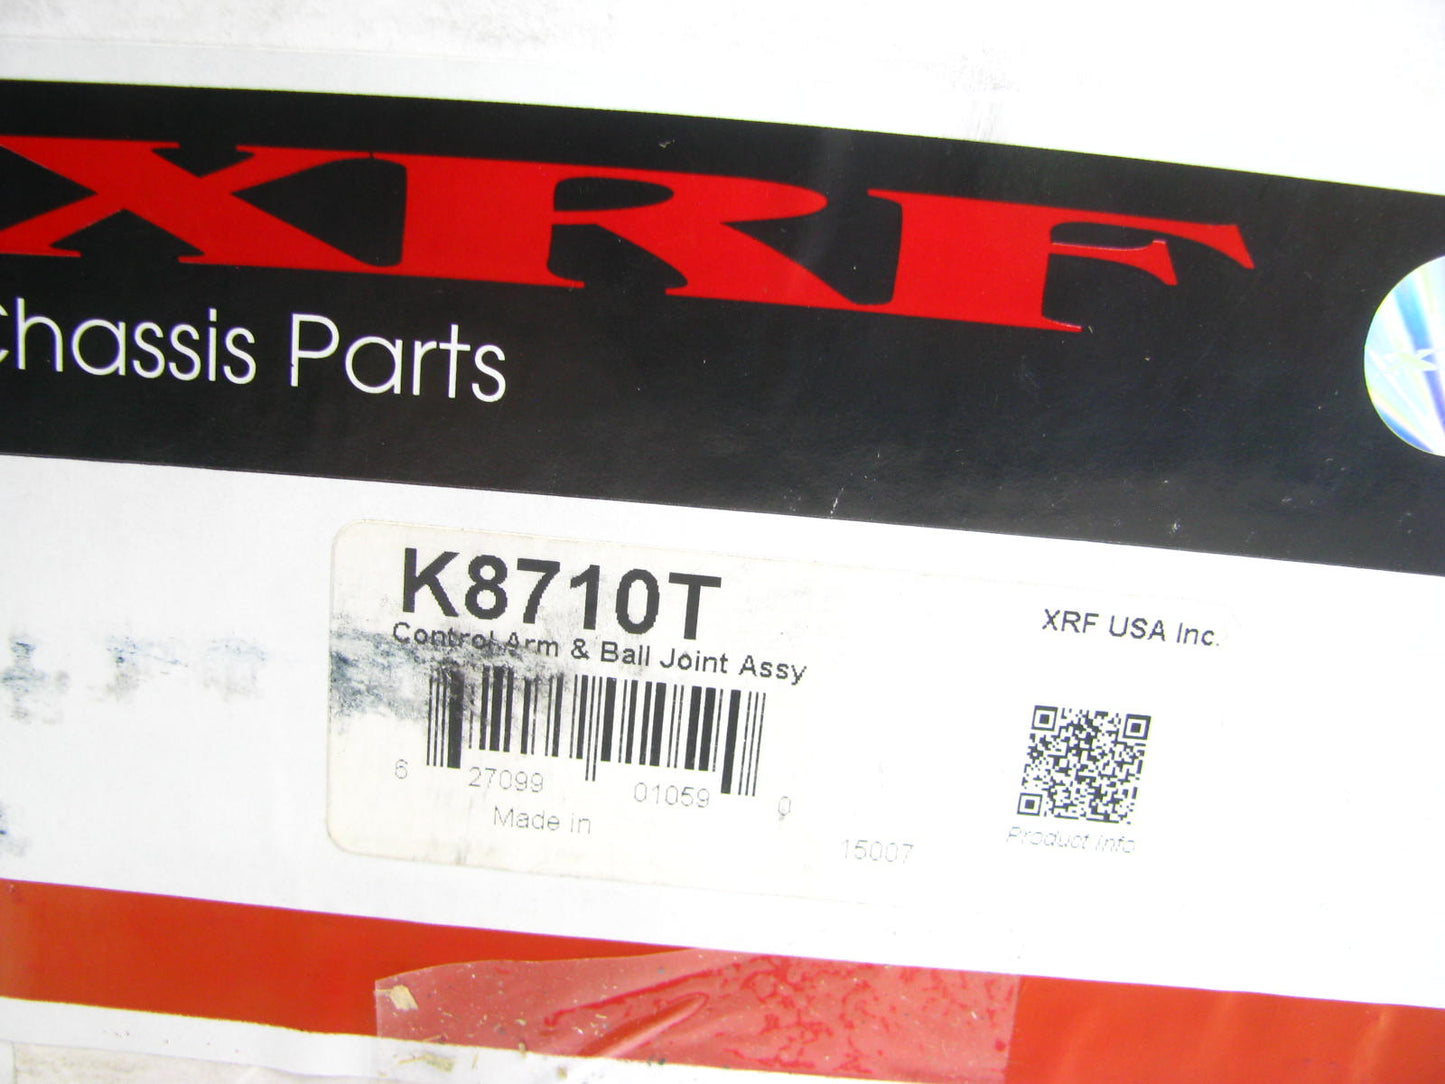 XRF
Chassis Parts
K8710T
Control Arm & Ball Joint Assy
6 27099 01059 0
Made in
15007
XRF USA Inc.
Product Info